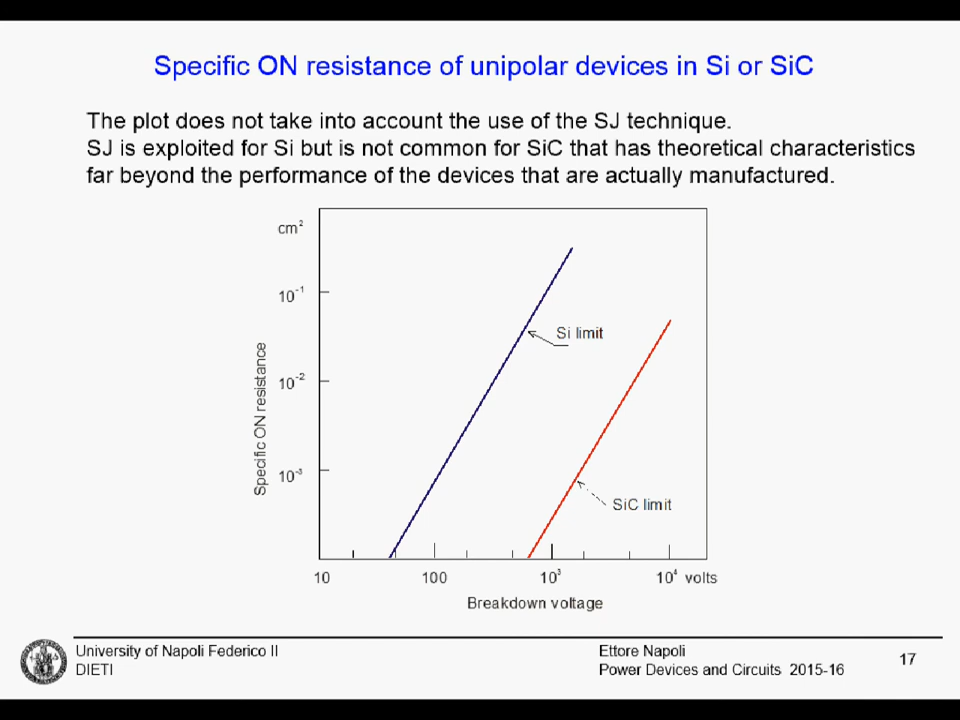 Specific ON resistance of unipolar devices in Si or SiC
The plot does not take into account the use of the SJ technique.
SJ is exploited for Si but is not common for SiC that has theoretical characteristics
far beyond the performance of the devices that are actually manufactured.
cm²
10⁻¹
Si limit
10⁻²
Specific ON resistance
10⁻³
SiC limit
10 100 10³ 10⁴ volts
Breakdown voltage
University of Napoli Federico II
DIETI
Ettore Napoli
Power Devices and Circuits 2015-16
17